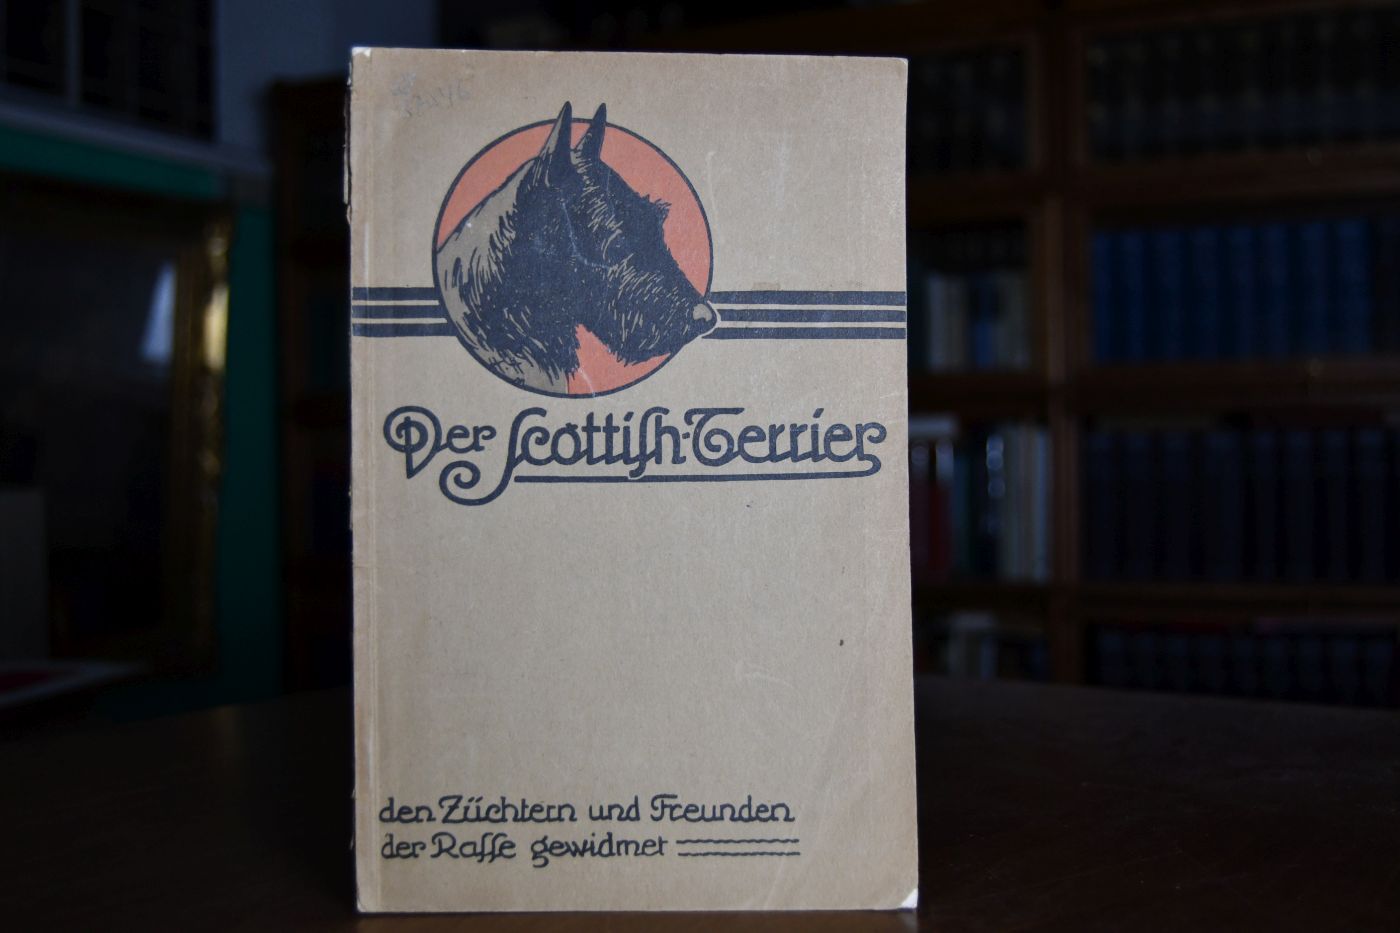 Der Scottiſh-Terrier
den Züchtern und Freunden
der Raſſe gewidmet